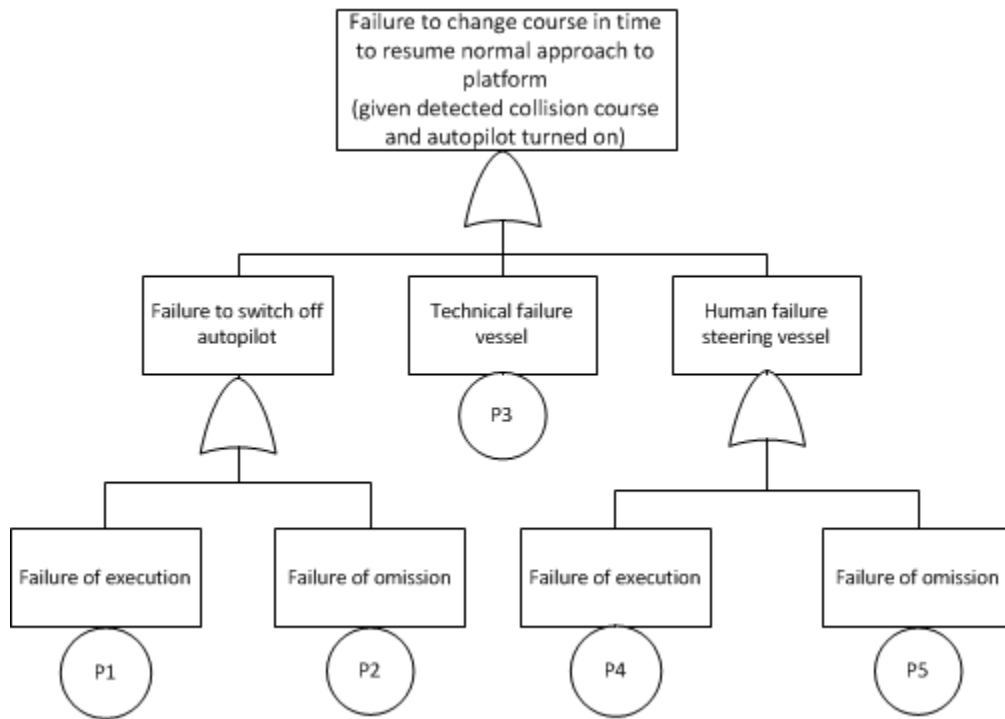 Failure to change course in time
to resume normal approach to
platform
(given detected collision course
and autopilot turned on)
Failure to switch off
autopilot
Technical failure
vessel
Human failure
steering vessel
P3
Failure of execution
Failure of omission
Failure of execution
Failure of omission
P1
P2
P4
P5